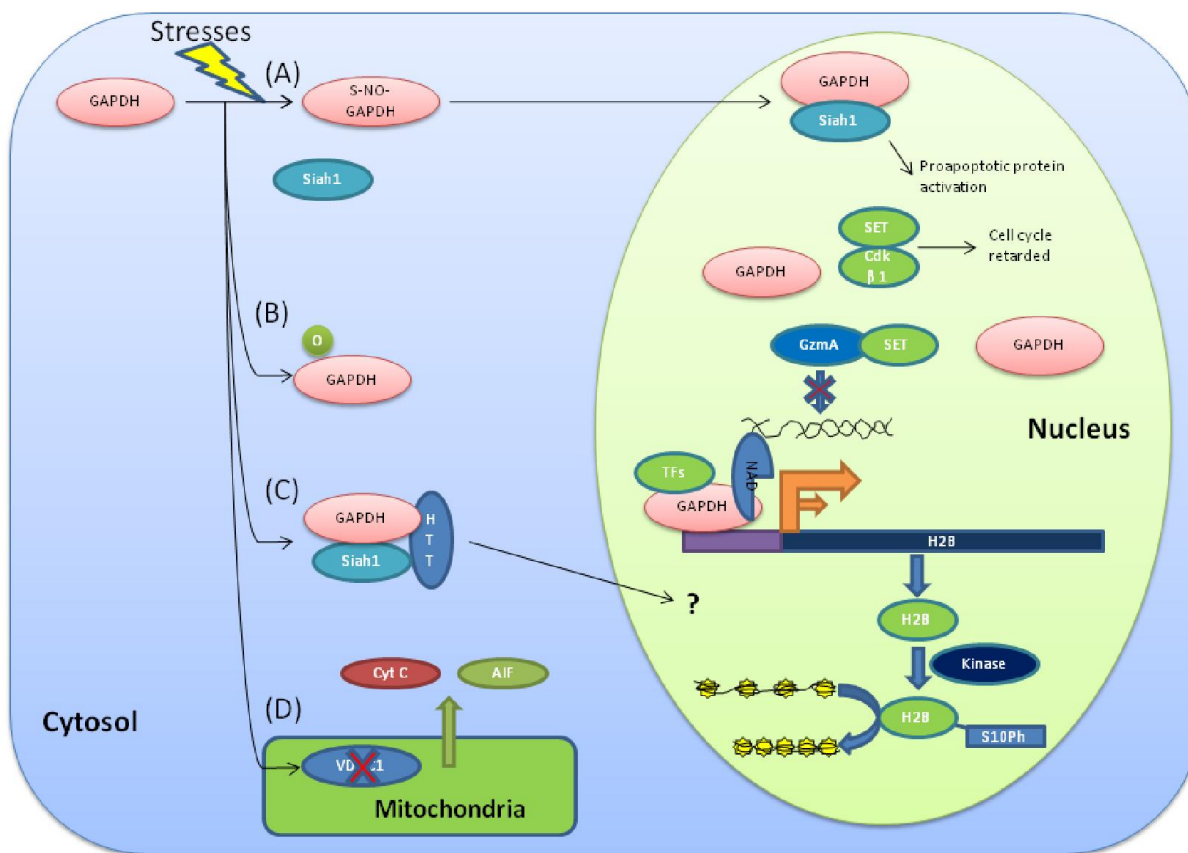 Stresses
(A)
GAPDH
S-NO-
GAPDH
Siah1
GAPDH
Siah1
Proapoptotic protein
activation
SET
Cdk
β 1
Cell cycle
retarded
GAPDH
(B)
O
GAPDH
GzmA
SET
GAPDH
Nucleus
TFs
NAD
GAPDH
H2B
(C)
GAPDH
Siah1
H
T
T
?
H2B
Kinase
H2B
S10Ph
Cyt C
AIF
Cytosol
(D)
Mitochondria